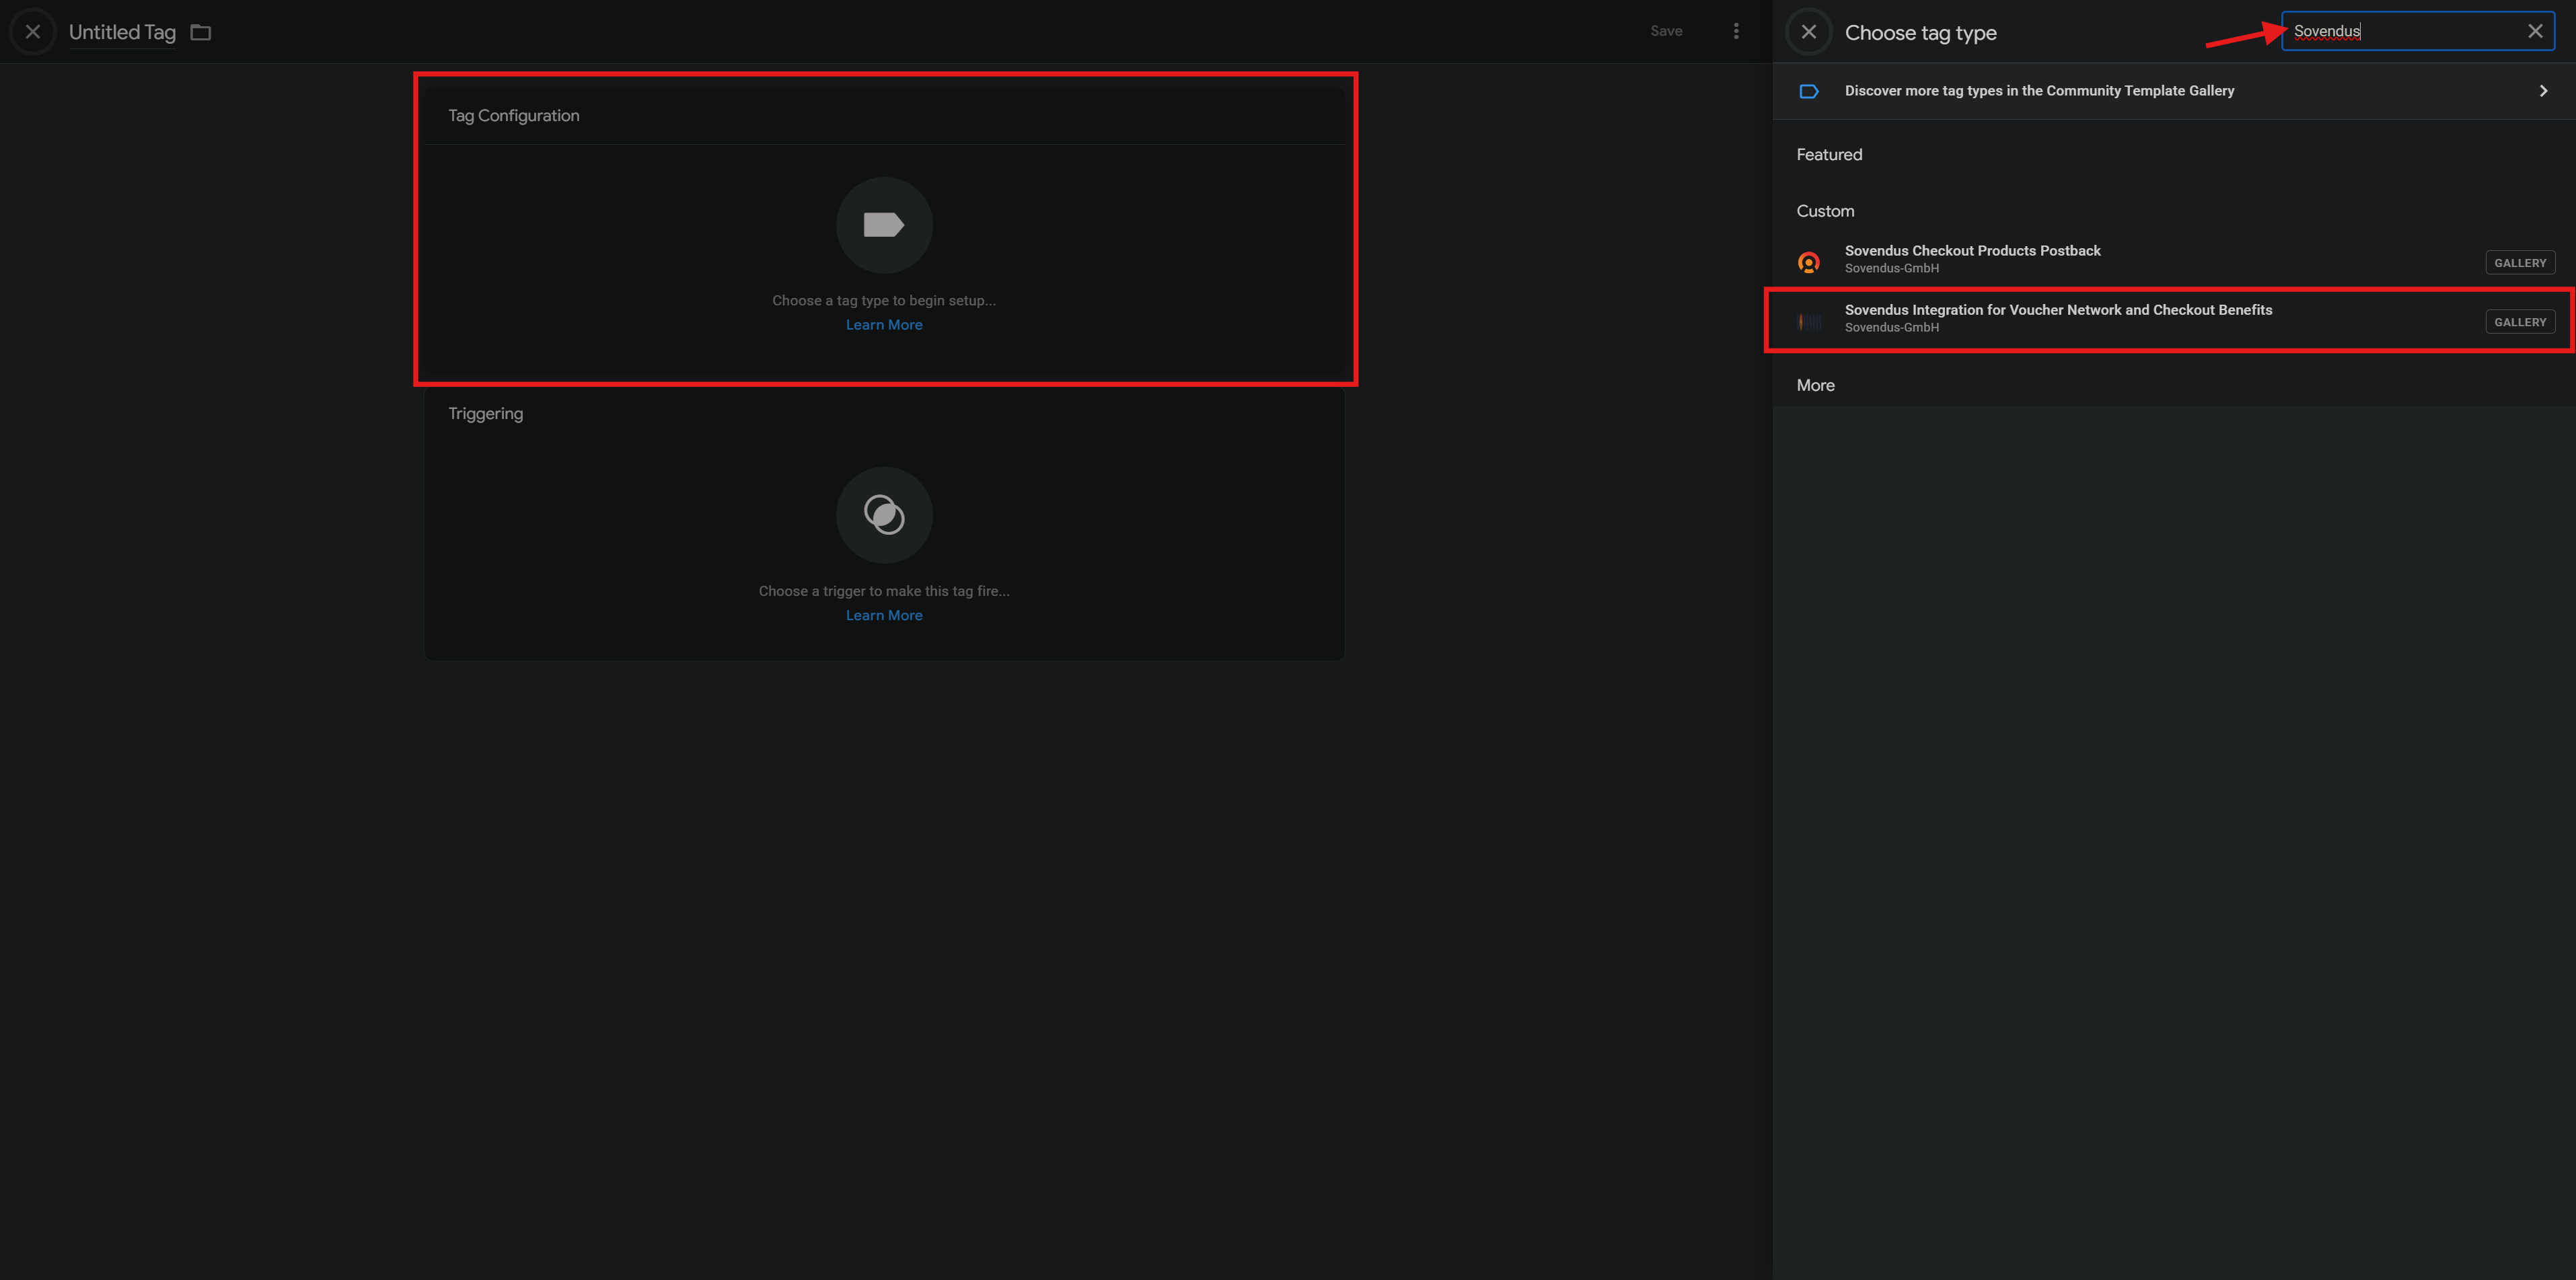 Untitled Tag
Save
Tag Configuration
Choose a tag type to begin setup...
Learn More
Triggering
Choose a trigger to make this tag fire...
Learn More
Choose tag type
Sovendus
Discover more tag types in the Community Template Gallery
Featured
Custom
Sovendus Checkout Products Postback
Sovendus-GmbH
GALLERY
Sovendus Integration for Voucher Network and Checkout Benefits
Sovendus-GmbH
GALLERY
More